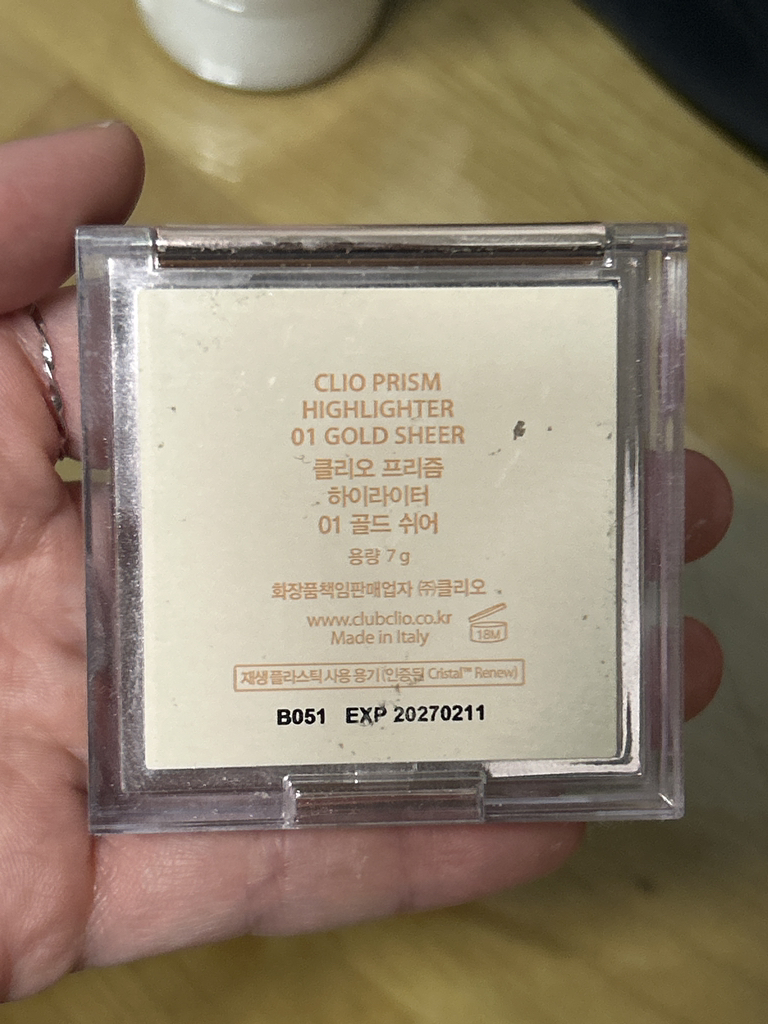 CLIO PRISM
HIGHLIGHTER
01 GOLD SHEER
클리오 프리즘
하이라이터
01 골드 쉬어
용량 7 g
화장품책임판매업자 ㈜클리오
www.clubclio.co.kr
Made in Italy
18M
재생 플라스틱 사용 용기(인증됨 Cristal™ Renew)
B051 EXP 20270211